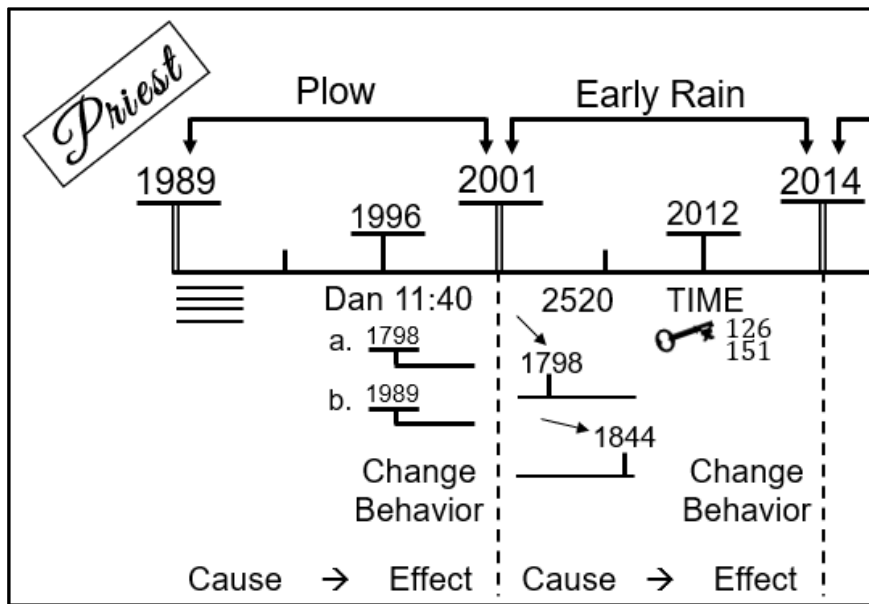 Priest
Plow
Early Rain
1989
2001
2014
1996
2012
Dan 11:40
2520
TIME
a. 1798
1798
126
151
b. 1989
1844
Change
Behavior
Change
Behavior
Cause → Effect
Cause → Effect